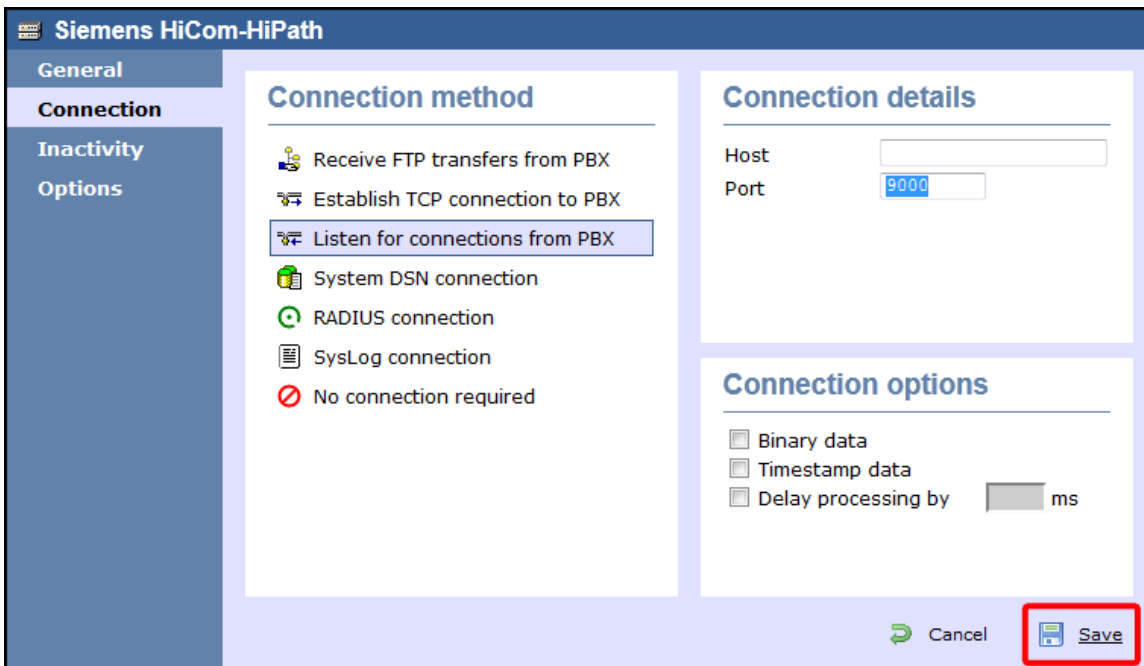 Siemens HiCom-HiPath
General
Connection
Inactivity
Options
Connection method
Receive FTP transfers from PBX
Establish TCP connection to PBX
Listen for connections from PBX
System DSN connection
RADIUS connection
SysLog connection
No connection required
Connection details
Host
Port 9000
Connection options
Binary data
Timestamp data
Delay processing by ms
Cancel Save